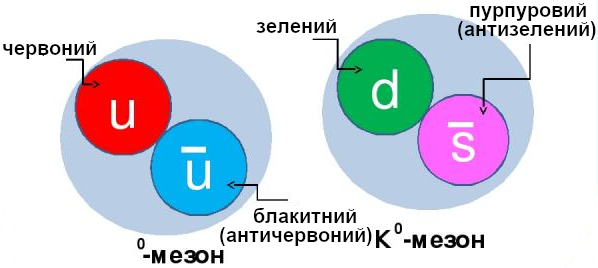 червоний
зелений
пурпуровий
(антизелений)
u
ū
d
s̄
блакитний
(античервоний)
⁰-мезон
K⁰-мезон